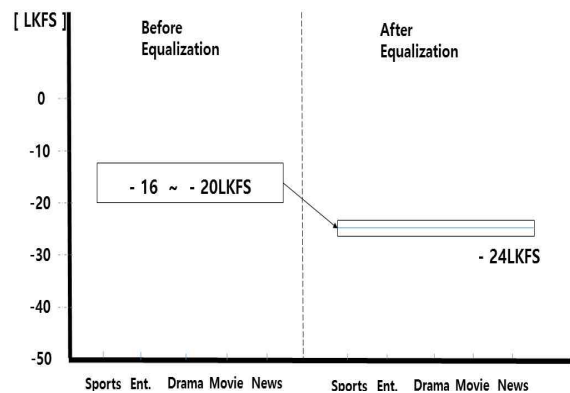 [ LKFS ]
Before
Equalization
After
Equalization
0
-10
- 16 ~ - 20LKFS
-20
- 24LKFS
-30
-40
-50
Sports Ent. Drama Movie News
Sports Ent. Drama Movie News